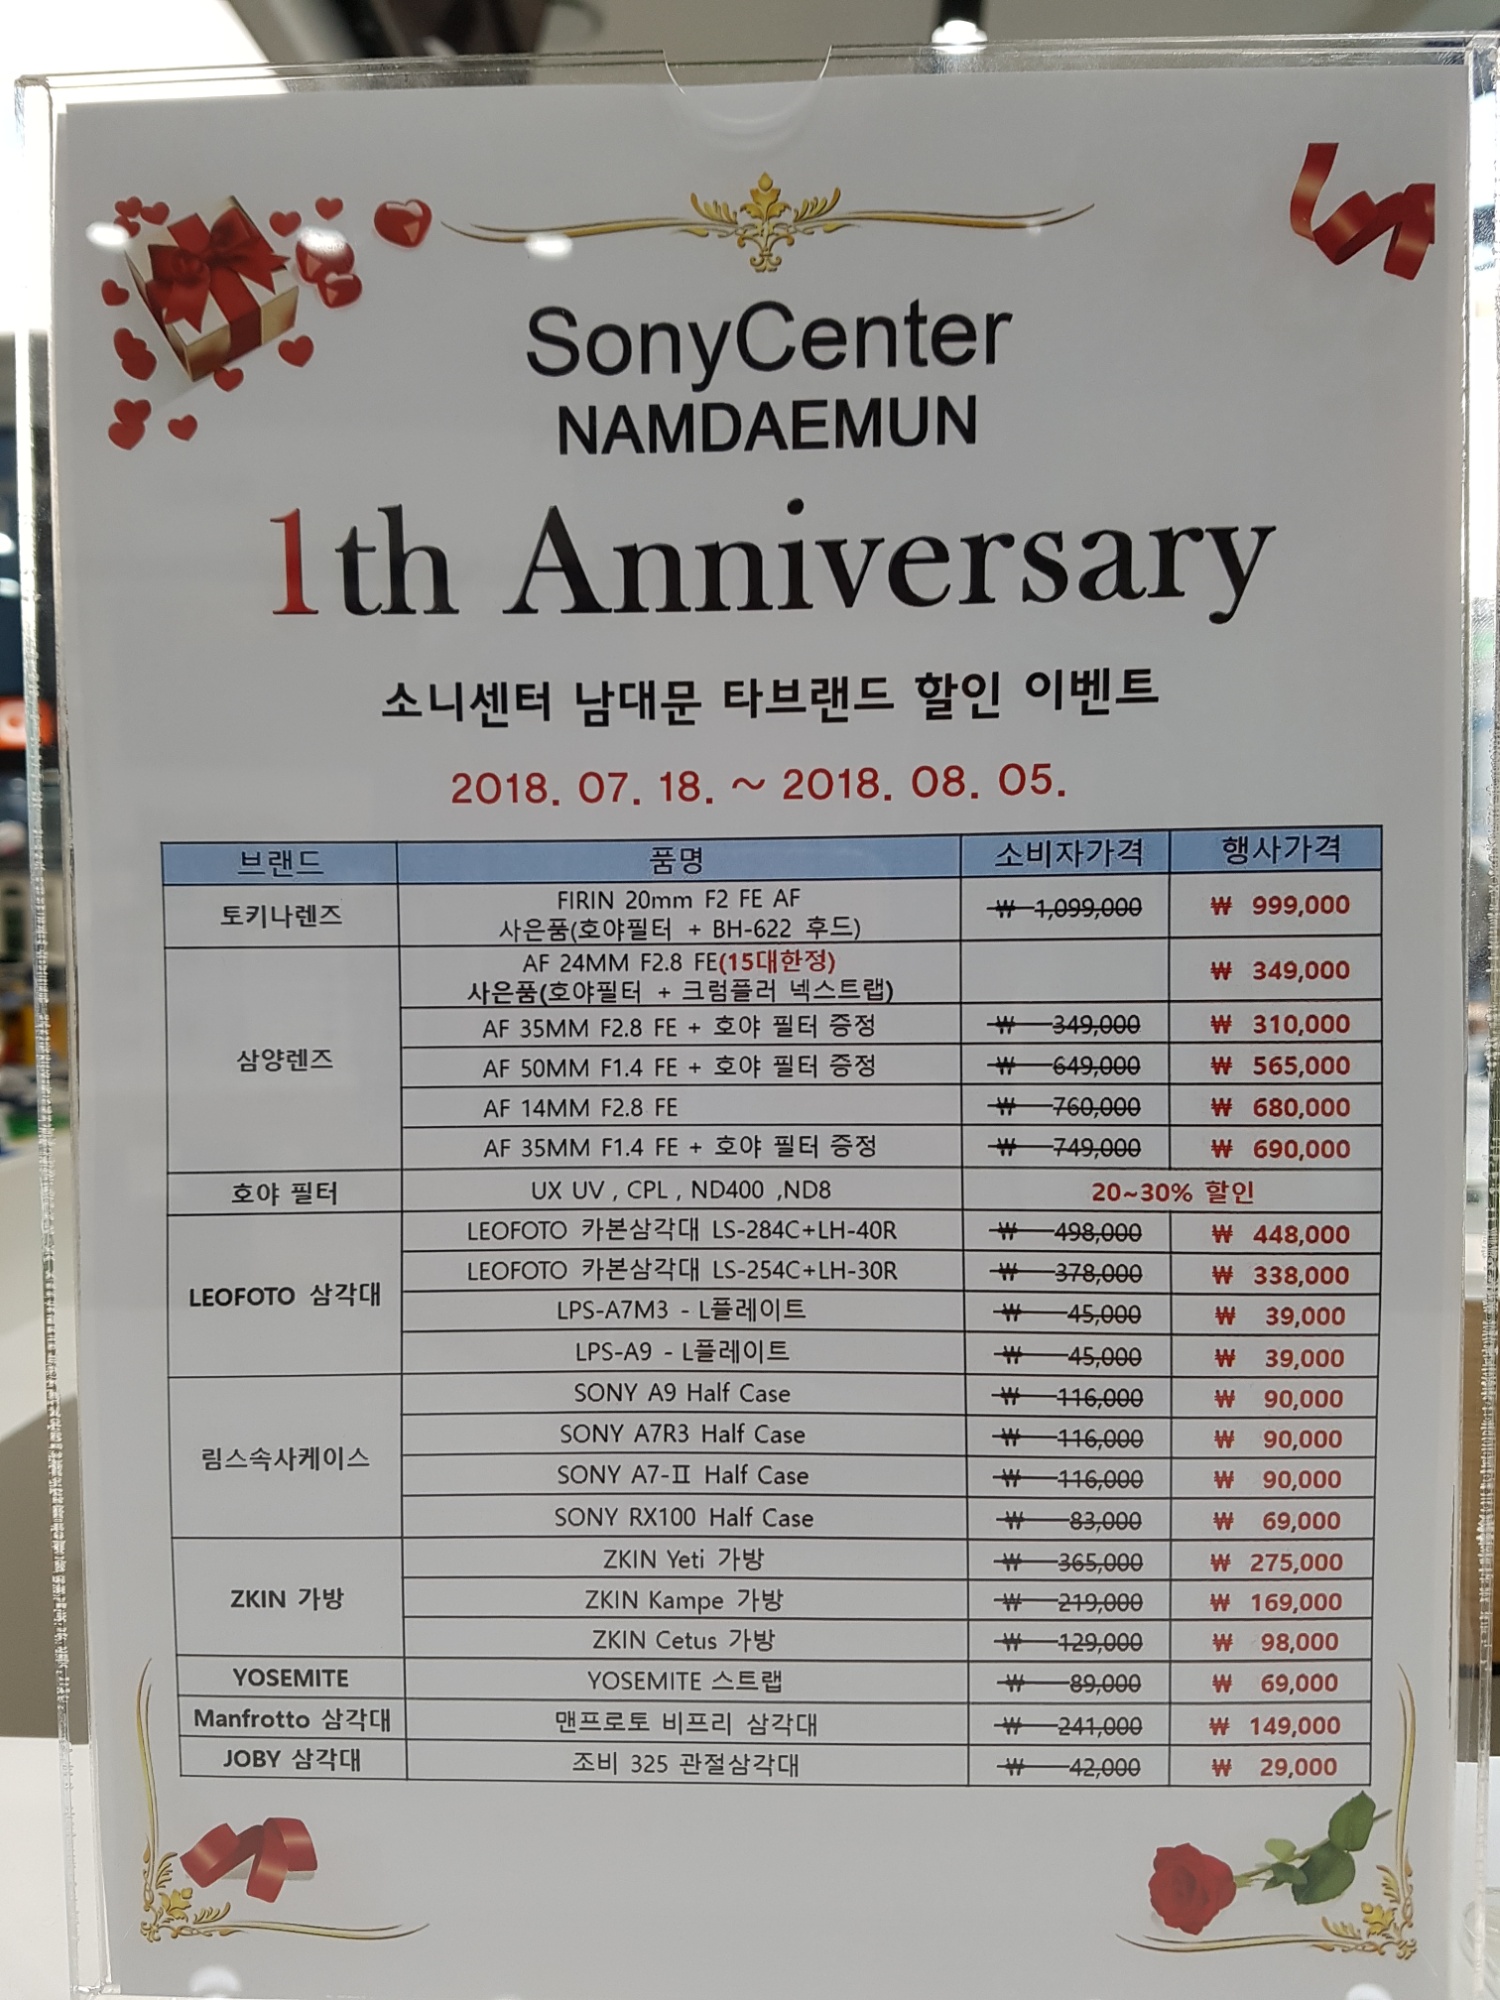 SonyCenter
NAMDAEMUN
1th Anniversary
소니센터 남대문 타브랜드 할인 이벤트
2018. 07. 18. ~ 2018. 08. 05.
브랜드 품명 소비자가격 행사가격
토키나렌즈 FIRIN 20mm F2 FE AF ₩ 1,099,000 ₩ 999,000
사은품(호야필터 + BH-622 후드)
삼양렌즈 AF 24MM F2.8 FE(15대한정) ₩ 349,000
사은품(호야필터 + 크럼플러 넥스트랩)
AF 35MM F2.8 FE + 호야 필터 증정 ₩ 349,000 ₩ 310,000
AF 50MM F1.4 FE + 호야 필터 증정 ₩ 649,000 ₩ 565,000
AF 14MM F2.8 FE ₩ 760,000 ₩ 680,000
AF 35MM F1.4 FE + 호야 필터 증정 ₩ 749,000 ₩ 690,000
호야 필터 UX UV , CPL , ND400 ,ND8 20~30% 할인
LEOFOTO 삼각대 LEOFOTO 카본삼각대 LS-284C+LH-40R ₩ 498,000 ₩ 448,000
LEOFOTO 카본삼각대 LS-254C+LH-30R ₩ 378,000 ₩ 338,000
LPS-A7M3 - L플레이트 ₩ 45,000 ₩ 39,000
LPS-A9 - L플레이트 ₩ 45,000 ₩ 39,000
림스속사케이스 SONY A9 Half Case ₩ 116,000 ₩ 90,000
SONY A7R3 Half Case ₩ 116,000 ₩ 90,000
SONY A7-Ⅱ Half Case ₩ 116,000 ₩ 90,000
SONY RX100 Half Case ₩ 83,000 ₩ 69,000
ZKIN 가방 ZKIN Yeti 가방 ₩ 365,000 ₩ 275,000
ZKIN Kampe 가방 ₩ 219,000 ₩ 169,000
ZKIN Cetus 가방 ₩ 129,000 ₩ 98,000
YOSEMITE YOSEMITE 스트랩 ₩ 89,000 ₩ 69,000
Manfrotto 삼각대 맨프로토 비프리 삼각대 ₩ 241,000 ₩ 149,000
JOBY 삼각대 조비 325 관절삼각대 ₩ 42,000 ₩ 29,000